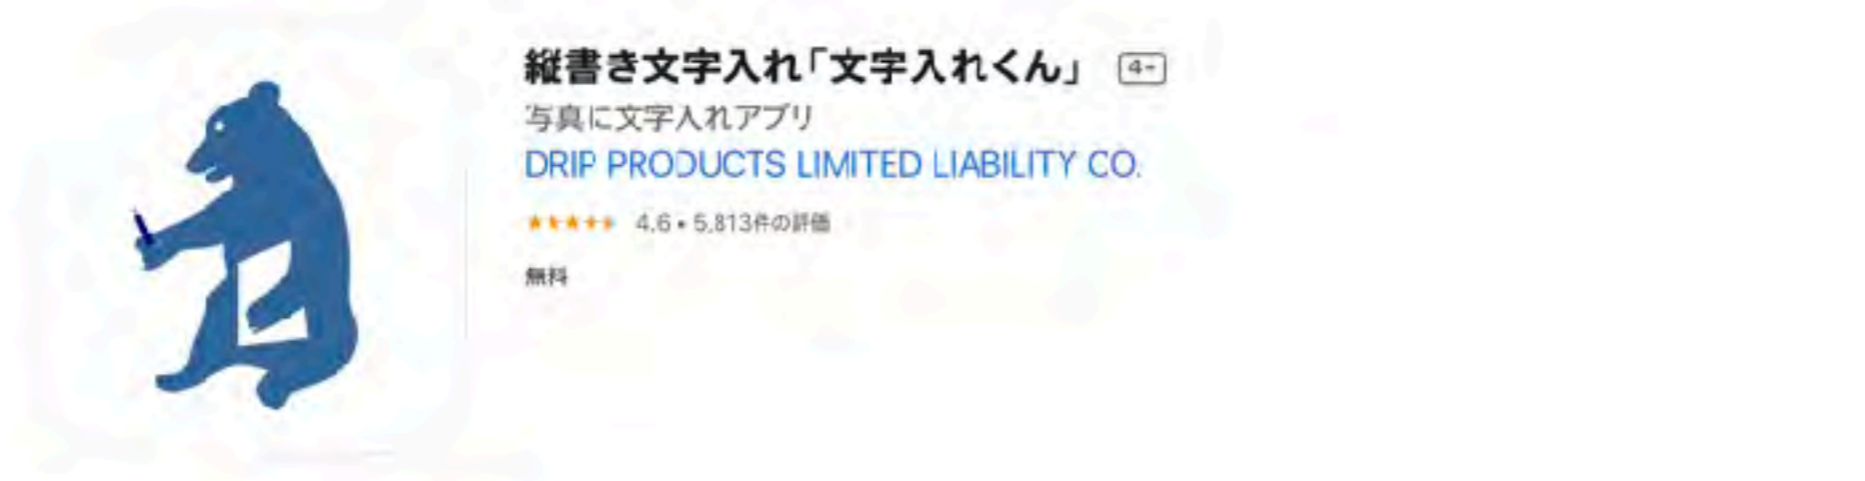 縦書き文字入れ「文字入れくん」 4+
写真に文字入れアプリ
DRIP PRODUCTS LIMITED LIABILITY CO.
★★★★★ 4.6 • 5,813件の評価
無料